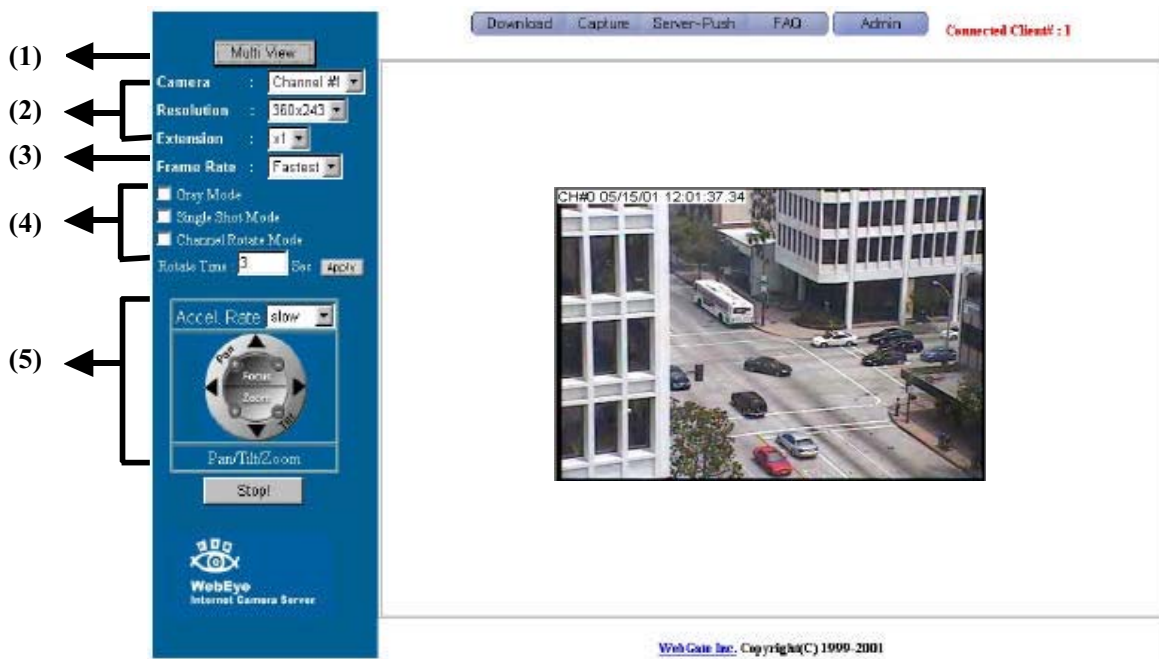 Download Capture Server-Push FAQ Admin
Connected Client# : 1
(1)
Multi View
Camera : Channel #1
(2)
Resolution : 360x243
Extension : x1
(3)
Frame Rate : Fastest
Gray Mode
(4)
Single Shot Mode
Channel Rotate Mode
Rotate Time : 3 Sec Apply
CH#0 05/15/01 12:01:37.34
Accel. Rate slow
(5)
Pan
Focus
Zoom
Tilt
Pan/Tilt/Zoom
Stop!
WebEye
Internet Camera Server
WebGate Inc. Copyright(C) 1999-2001